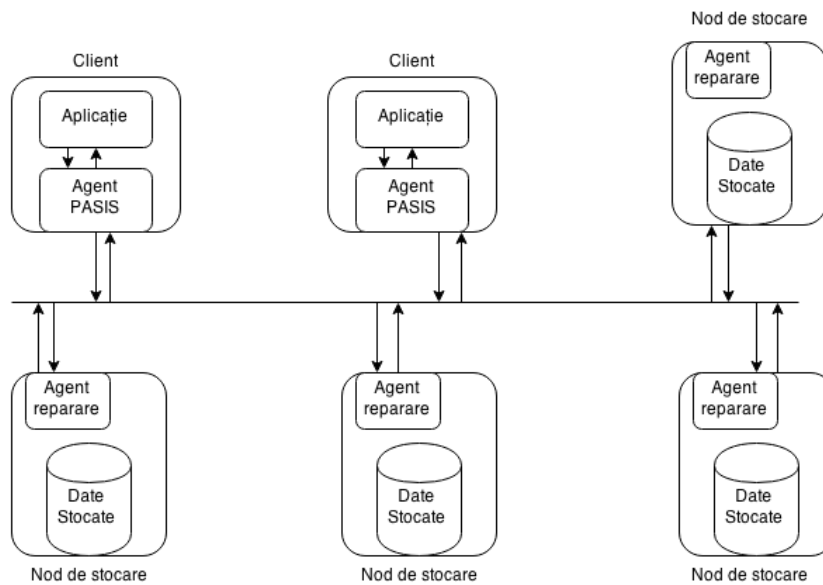 Nod de stocare
Client
Client
Agent
reparare
Aplicație
Aplicație
Date
Stocate
Agent
PASIS
Agent
PASIS
Agent
reparare
Agent
reparare
Agent
reparare
Date
Stocate
Date
Stocate
Date
Stocate
Nod de stocare
Nod de stocare
Nod de stocare